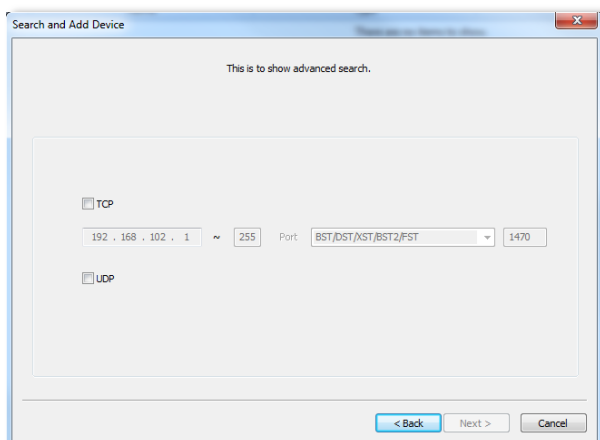 Search and Add Device
This is to show advanced search.
TCP
192 . 168 . 102 . 1 ~ 255 Port BST/DST/XST/BST2/FST 1470
UDP
< Back Next > Cancel